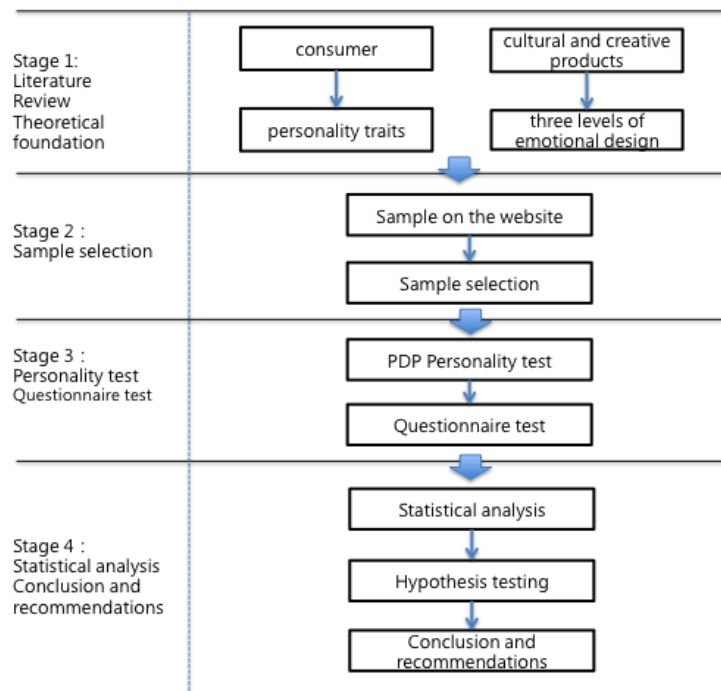 Stage 1:
Literature
Review
Theoretical
foundation
consumer
cultural and creative
products
personality traits
three levels of
emotional design
Stage 2 :
Sample selection
Sample on the website
Sample selection
Stage 3 :
Personality test
Questionnaire test
PDP Personality test
Questionnaire test
Stage 4 :
Statistical analysis
Conclusion and
recommendations
Statistical analysis
Hypothesis testing
Conclusion and
recommendations